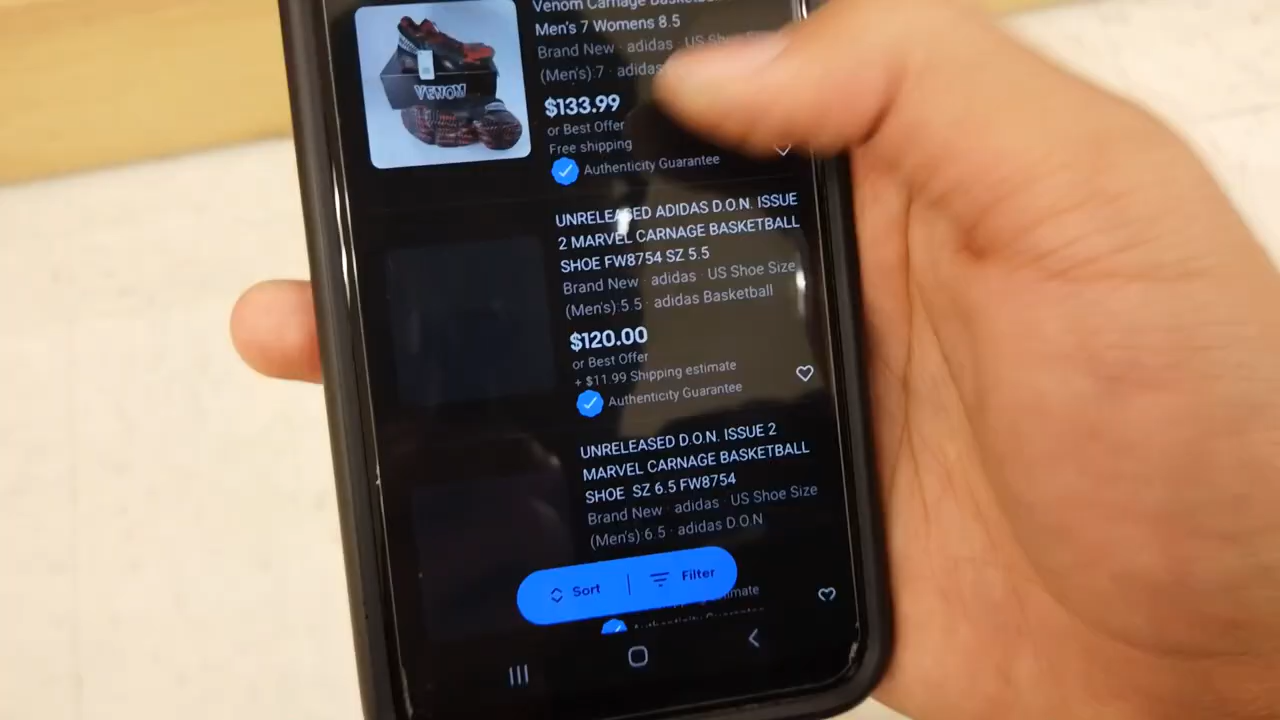 Venom Carnage
Men's 7 Womens 8.5
Brand New · adidas · US Shoe
(Men's):7 · adidas
VENOM
$133.99
or Best Offer
Free shipping
Authenticity Guarantee
UNRELEASED ADIDAS D.O.N. ISSUE
2 MARVEL CARNAGE BASKETBALL
SHOE FW8754 SZ 5.5
Brand New · adidas · US Shoe Size
(Men's):5.5 · adidas Basketball
$120.00
or Best Offer
+ $11.99 Shipping estimate
Authenticity Guarantee
UNRELEASED D.O.N. ISSUE 2
MARVEL CARNAGE BASKETBALL
SHOE SZ 6.5 FW8754
Brand New · adidas · US Shoe Size
(Men's):6.5 · adidas D.O.N
Sort | Filter